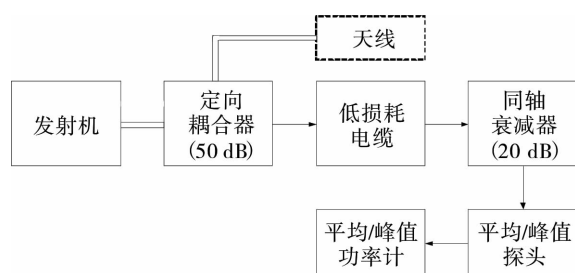 天线
发射机
定向
耦合器
(50 dB)
低损耗
电缆
同轴
衰减器
(20 dB)
平均/峰值
功率计
平均/峰值
探头